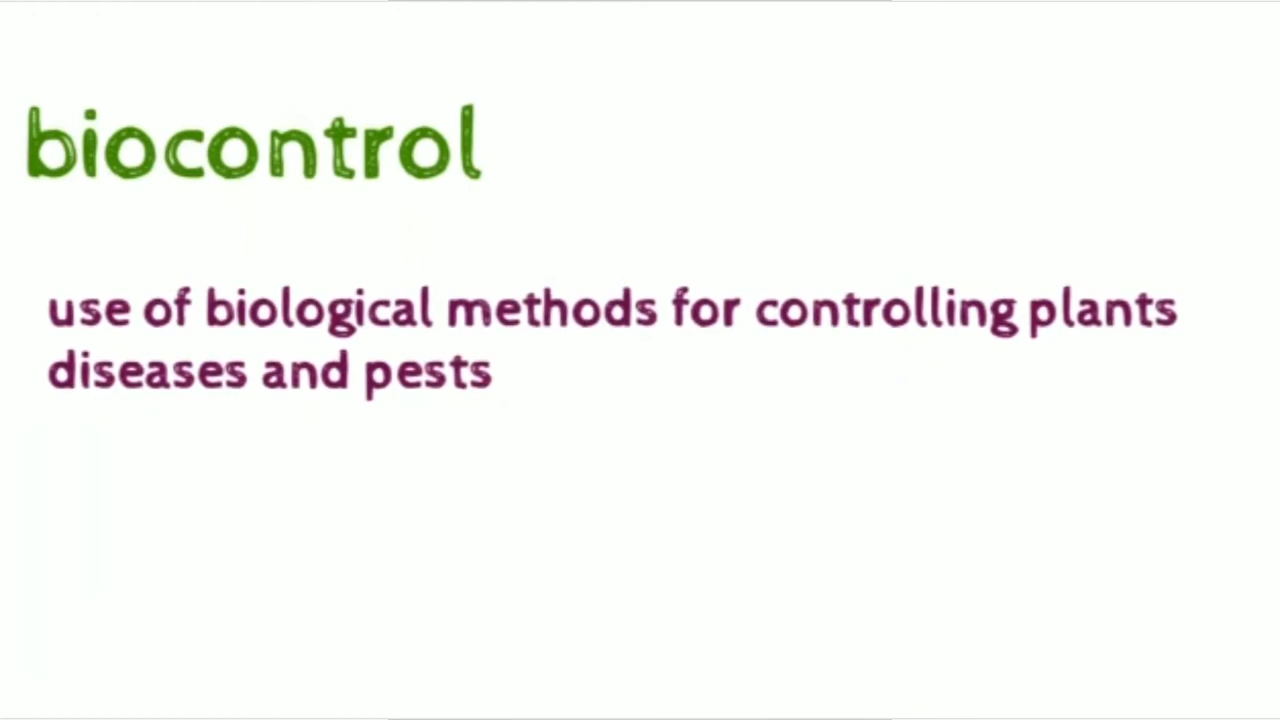 biocontrol
use of biological methods for controlling plants
diseases and pests